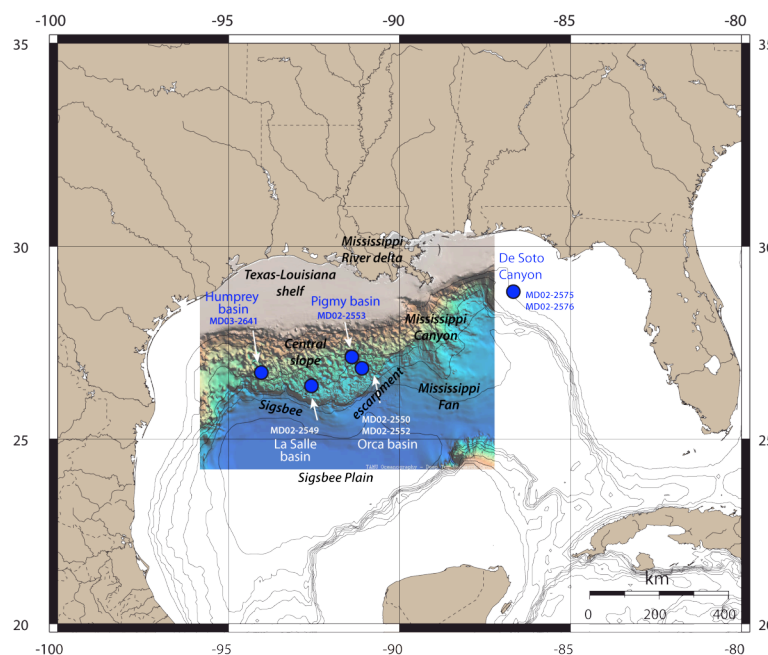 -100 -95 -90 -85 -80
35 35
30 30
Mississippi
River delta
De Soto
Canyon
Texas-Louisiana
shelf
Humprey
basin
MD03-2641
Pigmy basin
MD02-2553
MD02-2575
MD02-2576
Mississippi
Canyon
Central
slope
Mississippi
Fan
Sigsbee
escarpment
MD02-2549
La Salle
basin
MD02-2550
MD02-2552
Orca basin
25 25
Sigsbee Plain
km
0 200 400
20 20
-100 -95 -90 -85 -80